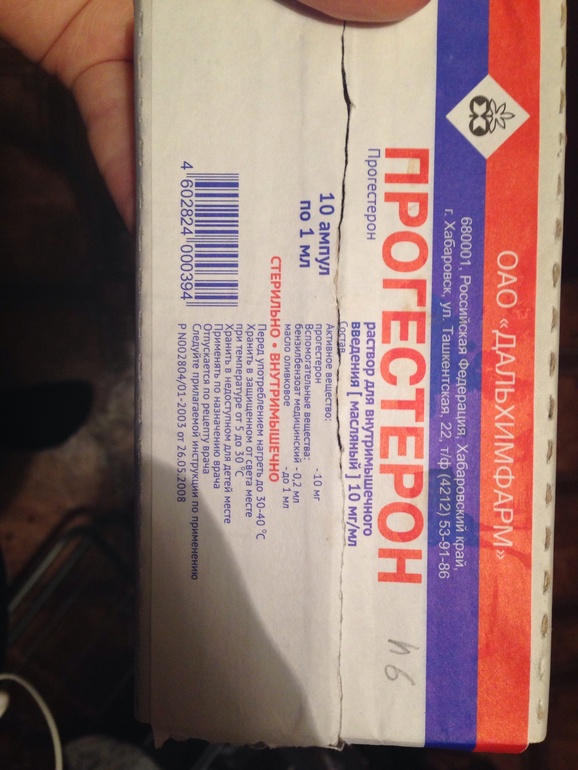 ОАО «ДАЛЬХИМФАРМ»
680001, Российская Федерация, Хабаровский край,
г. Хабаровск, ул. Ташкентская, 22, т/ф (4212) 53-91-86
ПРОГЕСТЕРОН
Прогестерон
раствор для внутримышечного
введения [ масляный ] 10 мг/мл
10 ампул
по 1 мл
Состав
Активное вещество:
прогестерон -10 мг
Вспомогательные вещества:
бензилбензоат медицинский - 0,2 мл
масло оливковое -до 1 мл
СТЕРИЛЬНО • ВНУТРИМЫШЕЧНО
Перед употреблением нагреть до 30-40 °С
Хранить в защищенном от света месте
при температуре от 5 до 30 °С
Хранить в недоступном для детей месте
Применять по назначению врача
Отпускается по рецепту врача
Следуйте прилагаемой инструкции по применению
Р N002804/01-2003 от 26.05.2008
4 602824 000394